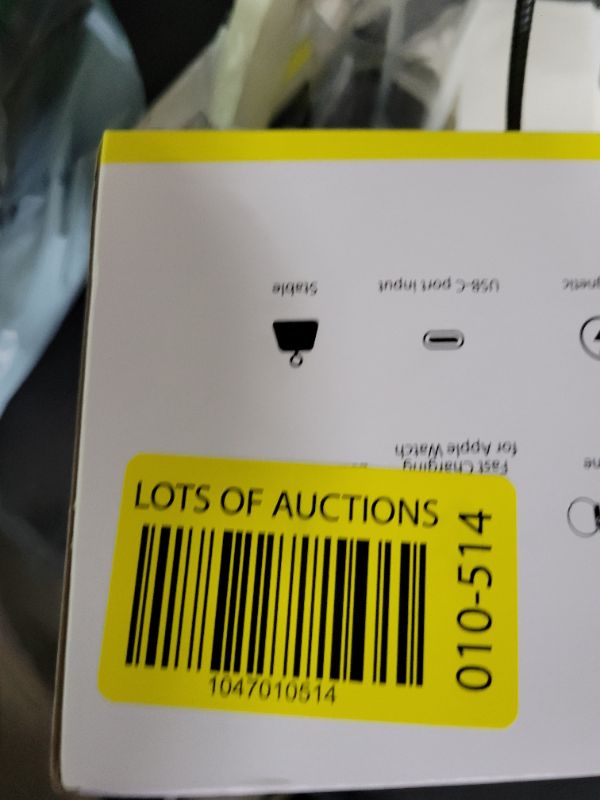 Stable
USB-C port input
Fast Charging
for Apple Watch
LOTS OF AUCTIONS
1047010514
010-514